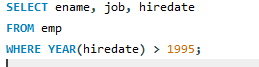 SELECT ename, job, hiredate
FROM emp
WHERE YEAR(hiredate) > 1995;